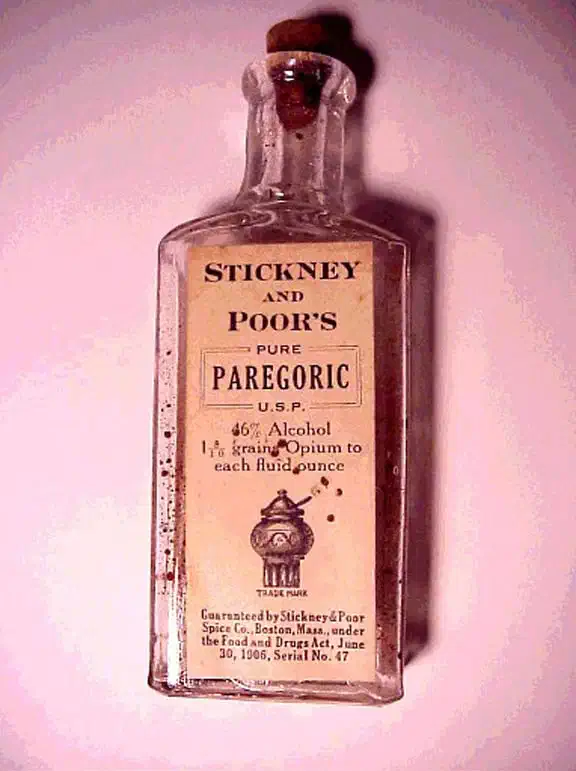 STICKNEY
AND
POOR'S
PURE
PAREGORIC
U.S.P.
46% Alcohol
1 grains Opium to
each fluid ounce
TRADE MARK
Guaranteed by Stickney & Poor
Spice Co., Boston, Mass., under
the Food and Drugs Act, June
30, 1906, Serial No. 47